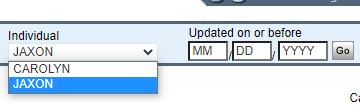 Individual Updated on or before
JAXON MM / DD / YYYY Go
CAROLYN
JAXON